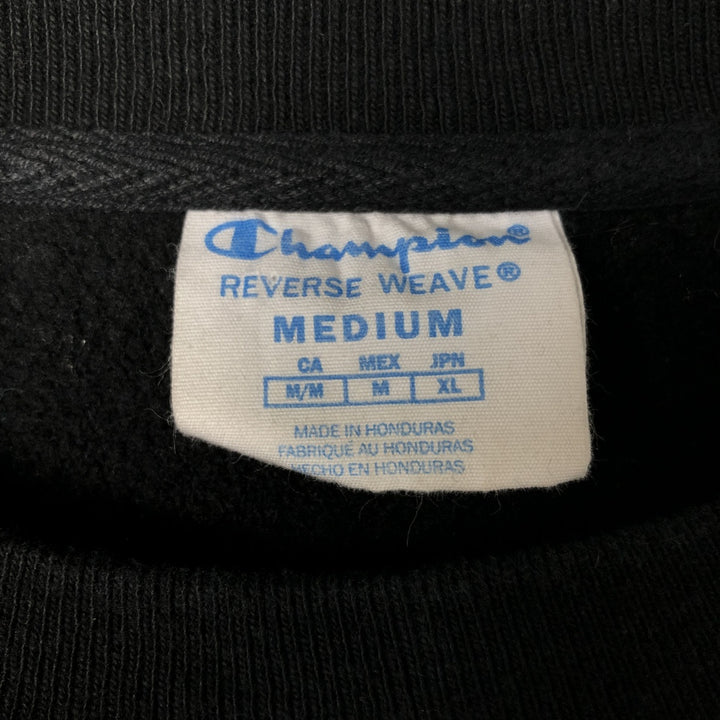 Champion®
REVERSE WEAVE®
MEDIUM
CA MEX JPN
M/M M XL
MADE IN HONDURAS
FABRIQUÉ AU HONDURAS
HECHO EN HONDURAS